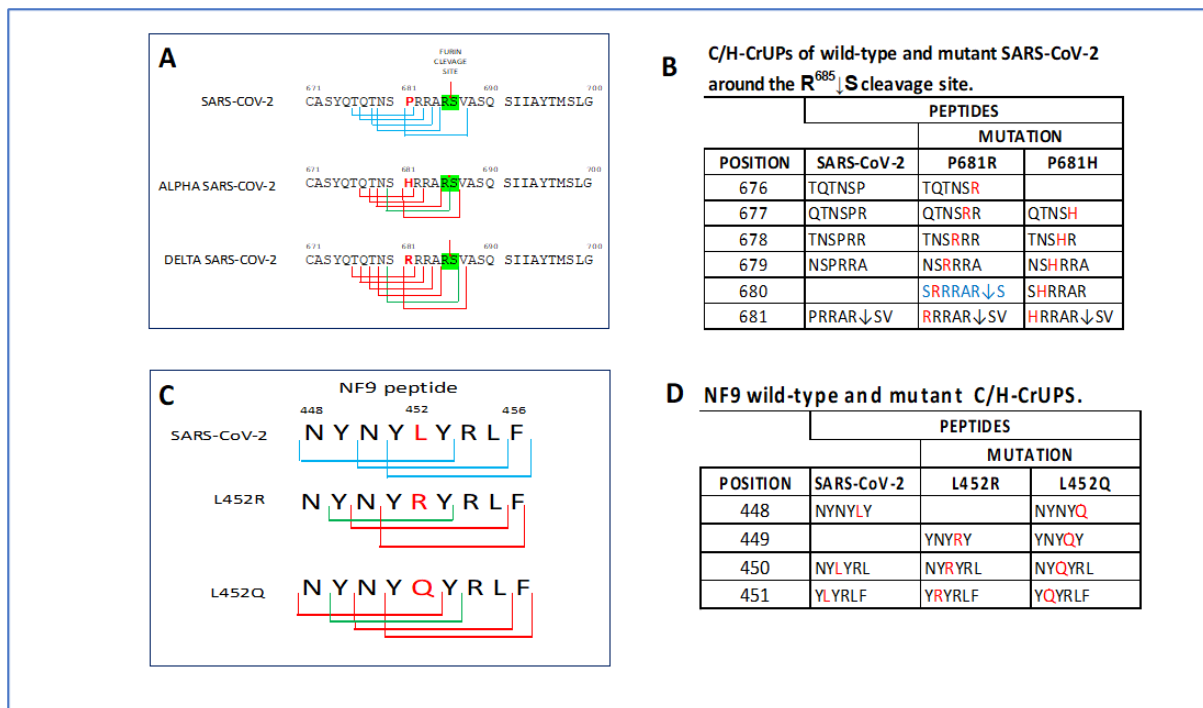 A
FURIN
CLEVAGE
SITE
671 681 690 700
SARS-COV-2 CASYQTQTNS PRRARSVASQ SIIAYTMSLG
ALPHA SARS-COV-2 CASYQTQTNS HRRARSVASQ SIIAYTMSLG
671 681 690 700
DELTA SARS-COV-2 CASYQTQTNS RRRARSVASQ SIIAYTMSLG
B C/H-CrUPs of wild-type and mutant SARS-CoV-2
around the R685↓S cleavage site.
PEPTIDES
MUTATION
POSITION SARS-CoV-2 P681R P681H
676 TQTNSP TQTNSR
677 QTNSPR QTNSRR QTNSH
678 TNSPRR TNSRRR TNSHR
679 NSPRRA NSRRRA NSHRRA
680 SRRRAR↓S SHRRAR
681 PRRAR↓SV RRRAR↓SV HRRAR↓SV
C NF9 peptide
448 452 456
SARS-CoV-2 N Y N Y L Y R L F
L452R N Y N Y R Y R L F
L452Q N Y N Y Q Y R L F
D NF9 wild-type and mutant C/H-CrUPS.
PEPTIDES
MUTATION
POSITION SARS-CoV-2 L452R L452Q
448 NYNYLY NYNYQ
449 YNYRY YNYQY
450 NYLYRL NYRYRL NYQYRL
451 YLYRLF YRYRLF YQYRLF